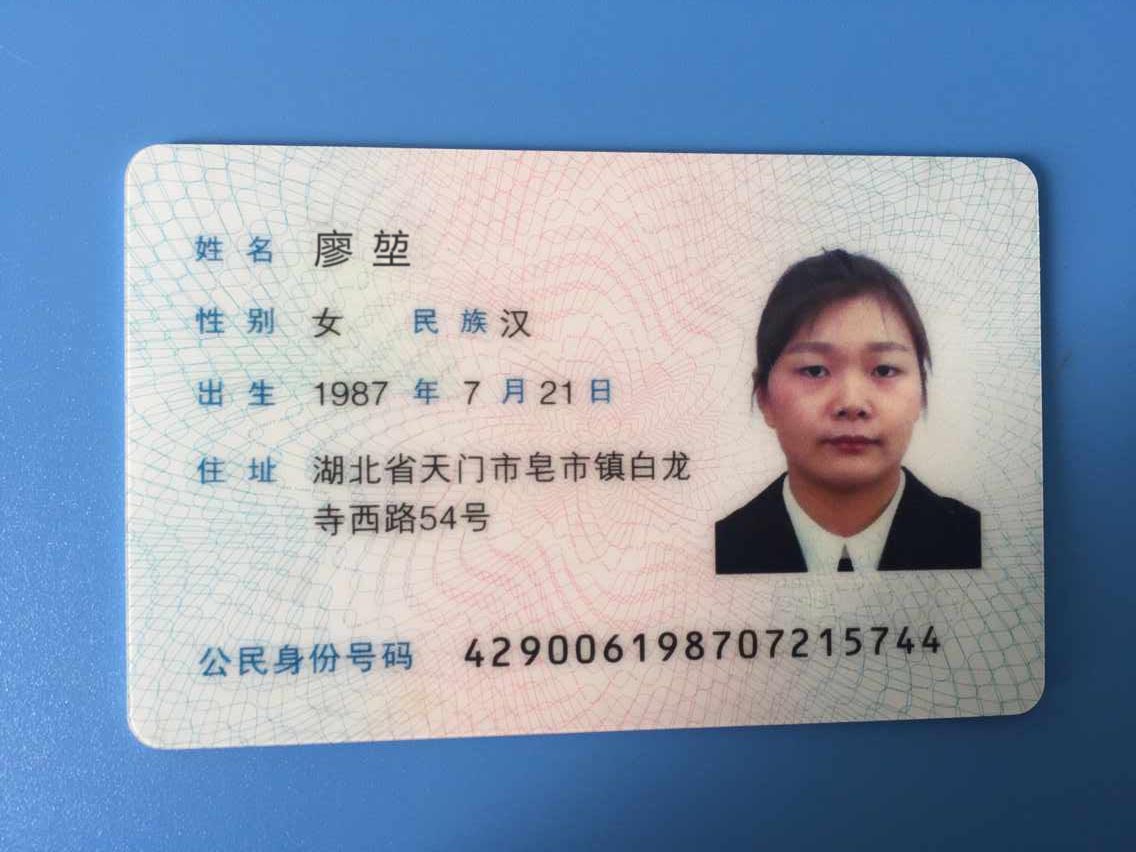 姓名 廖堃
性别 女 民族 汉
出生 1987 年 7 月 21 日
住址 湖北省天门市皂市镇白龙
寺西路54号
公民身份号码 429006198707215744